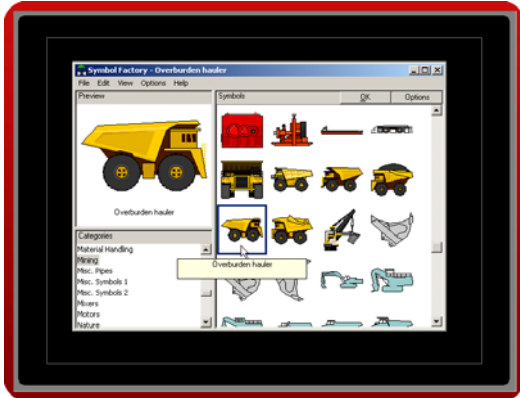 Symbol Factory - Overburden hauler
File Edit View Options Help
Preview
Symbols
OK
Options
Overburden hauler
Categories
Material Handling
Mining
Misc. Pipes
Misc. Symbols 1
Misc. Symbols 2
Mixers
Motors
Nature
Overburden hauler